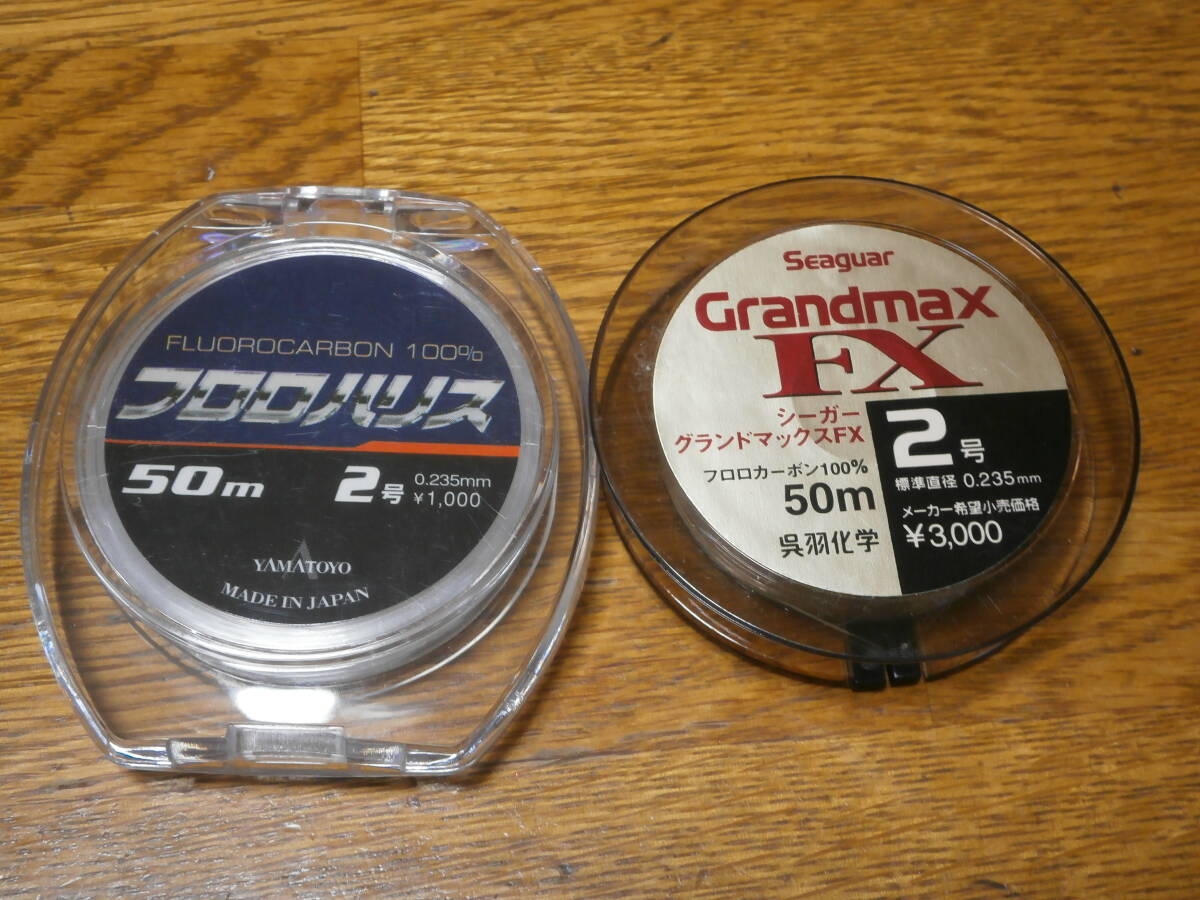 FLUOROCARBON 100%
フロロハリス
50m 2号 0.235mm
¥1,000
YAMATOYO
MADE IN JAPAN
Seaguar
Grandmax
FX
シーガー
グランドマックスFX
フロロカーボン100%
50m
呉羽化学
2号
標準直径 0.235mm
メーカー希望小売価格
¥3,000